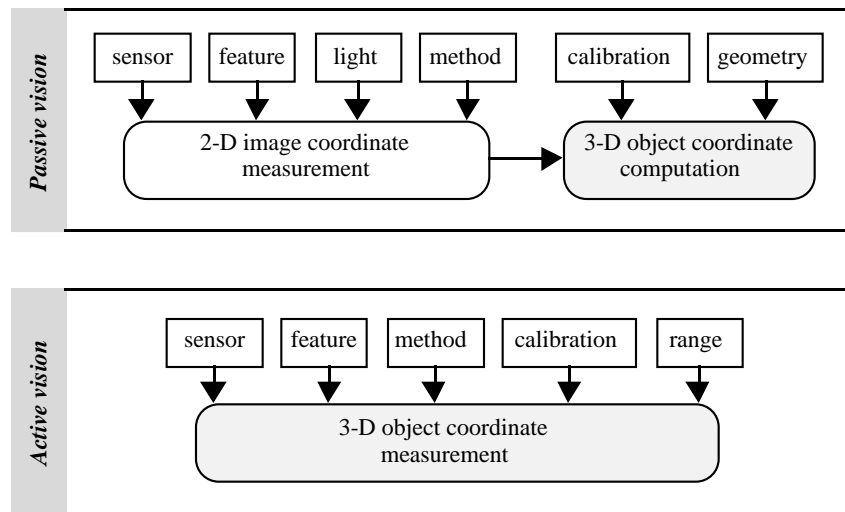 Passive vision
sensor
feature
light
method
calibration
geometry
2-D image coordinate
measurement
3-D object coordinate
computation
Active vision
sensor
feature
method
calibration
range
3-D object coordinate
measurement